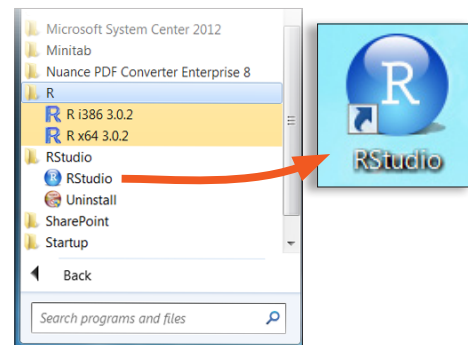 Microsoft System Center 2012
Minitab
Nuance PDF Converter Enterprise 8
R
R i386 3.0.2
R x64 3.0.2
RStudio
RStudio
Uninstall
SharePoint
Startup
Back
Search programs and files
R
RStudio